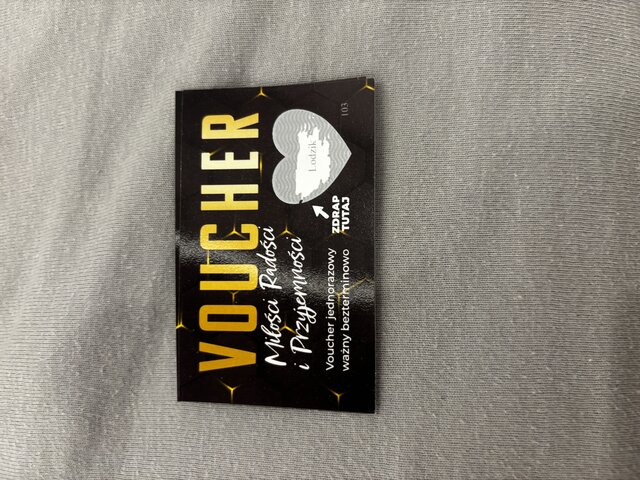 VOUCHER
Miłości Radości
i Przyjemności
Voucher jednorazowy
ważny bezterminowo
ZDRAP
TUTAJ
Lodzik
103